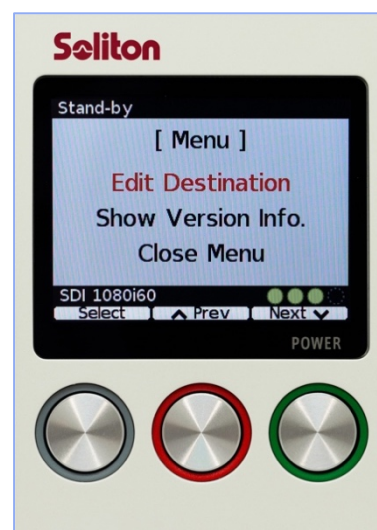 Soliton
Stand-by
[ Menu ]
Edit Destination
Show Version Info.
Close Menu
SDI 1080i60
Select ∧ Prev Next ∨
POWER